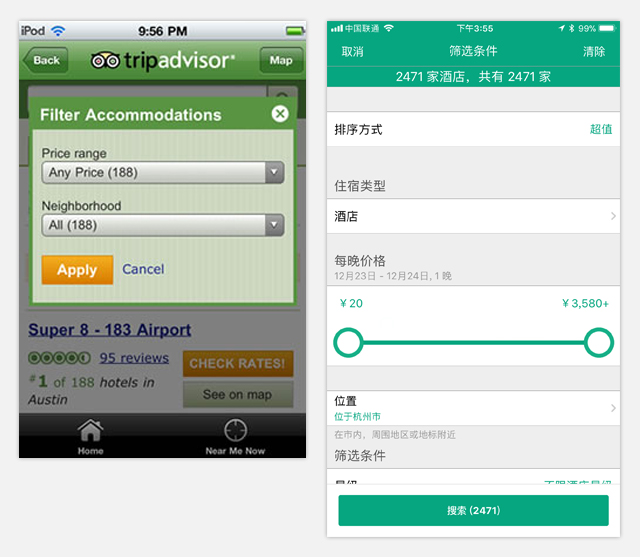 iPod 9:56 PM
Back tripadvisor® Map
Filter Accommodations
Price range
Any Price (188)
Neighborhood
All (188)
Apply Cancel
Super 8 - 183 Airport
95 reviews
CHECK RATES!
#1 of 188 hotels in
Austin
See on map
Home Near Me Now
中国联通 下午3:55 99%
取消 筛选条件 清除
2471 家酒店，共有 2471 家
排序方式 超值
住宿类型
酒店
每晚价格
12月23日 - 12月24日, 1 晚
￥20 ￥3,580+
位置
位于杭州市
在市内，周围地区或地标附近
筛选条件
搜索 (2471)